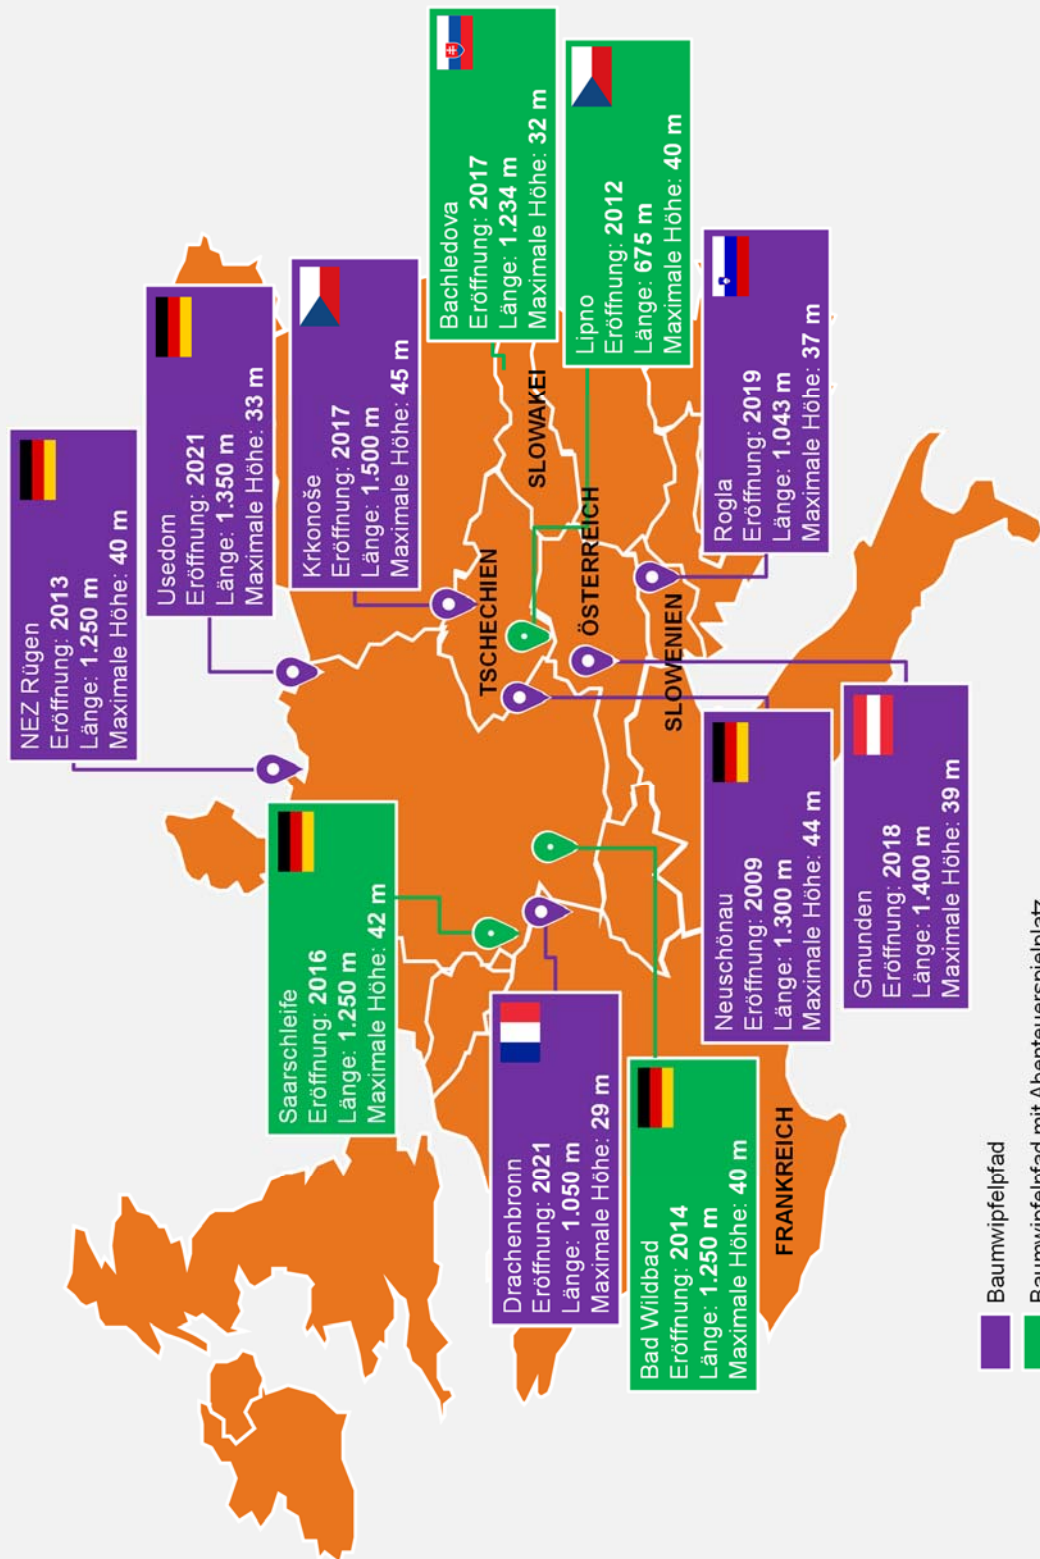 NEZ Rügen
Eröffnung: 2013
Länge: 1.250 m
Maximale Höhe: 40 m
Usedom
Eröffnung: 2021
Länge: 1.350 m
Maximale Höhe: 33 m
Saarschleife
Eröffnung: 2016
Länge: 1.250 m
Maximale Höhe: 42 m
Krkonoše
Eröffnung: 2017
Länge: 1.500 m
Maximale Höhe: 45 m
Bachledova
Eröffnung: 2017
Länge: 1.234 m
Maximale Höhe: 32 m
TSCHECHIEN
SLOWAKEI
Drachenbronn
Eröffnung: 2021
Länge: 1.050 m
Maximale Höhe: 29 m
Lipno
Eröffnung: 2012
Länge: 675 m
Maximale Höhe: 40 m
ÖSTERREICH
Bad Wildbad
Eröffnung: 2014
Länge: 1.250 m
Maximale Höhe: 40 m
SLOWENIEN
Neuschönau
Eröffnung: 2009
Länge: 1.300 m
Maximale Höhe: 44 m
Rogla
Eröffnung: 2019
Länge: 1.043 m
Maximale Höhe: 37 m
FRANKREICH
Gmunden
Eröffnung: 2018
Länge: 1.400 m
Maximale Höhe: 39 m
Baumwipfelpfad
Baumwipfelpfad mit Abenteuerspielplatz